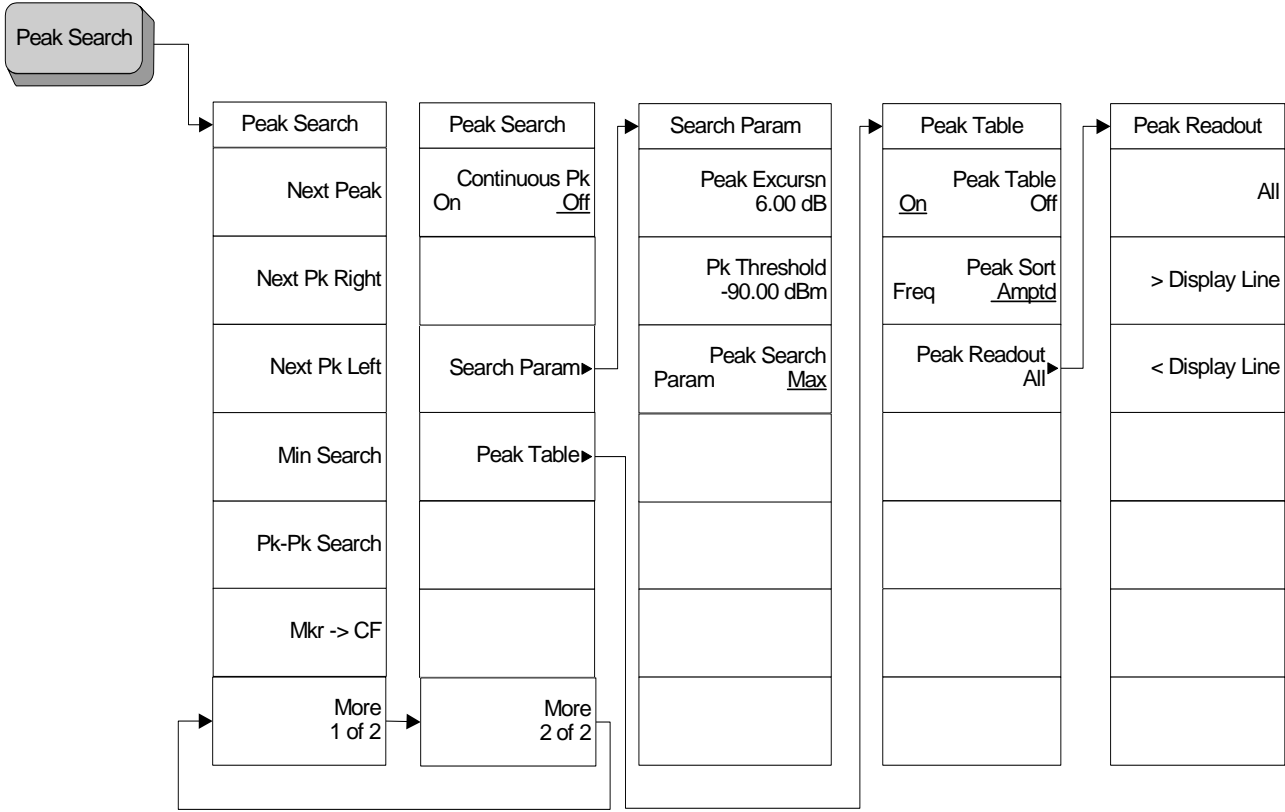 Peak Search
Peak Search
Next Peak
Next Pk Right
Next Pk Left
Min Search
Pk-Pk Search
Mkr -> CF
More
1 of 2
Peak Search
Continuous Pk
On Off
Search Param
Peak Table
More
2 of 2
Search Param
Peak Excursn
6.00 dB
Pk Threshold
-90.00 dBm
Peak Search
Param Max
Peak Table
Peak Table
On Off
Peak Sort
Freq Amptd
Peak Readout
All
Peak Readout
All
> Display Line
< Display Line